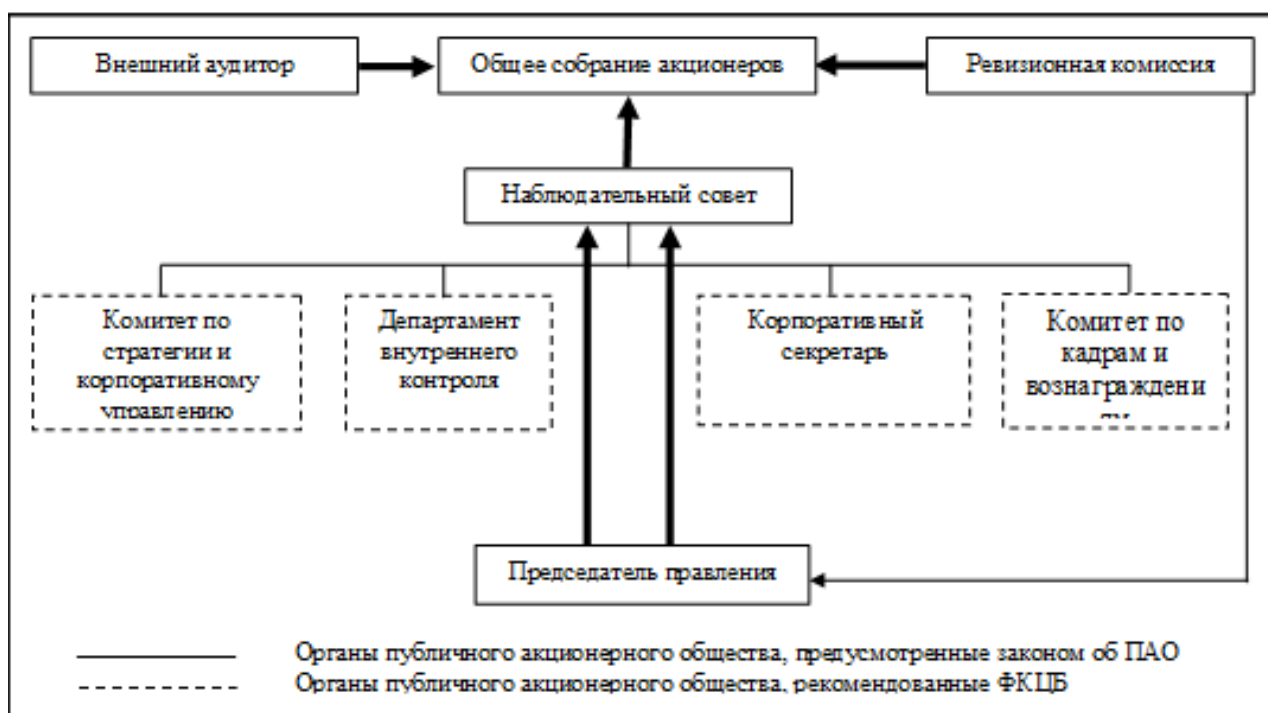 Внешний аудитор
Общее собрание акционеров
Ревизионная комиссия
Наблюдательный совет
Комитет по
стратегии и
корпоративному
управлению
Департамент
внутреннего
контроля
Корпоративный
секретарь
Комитет по
кадрам и
вознаграждени
ям
Председатель правления
Органы публичного акционерного общества, предусмотренные законом об ПАО
Органы публичного акционерного общества, рекомендованные ФКЦБ